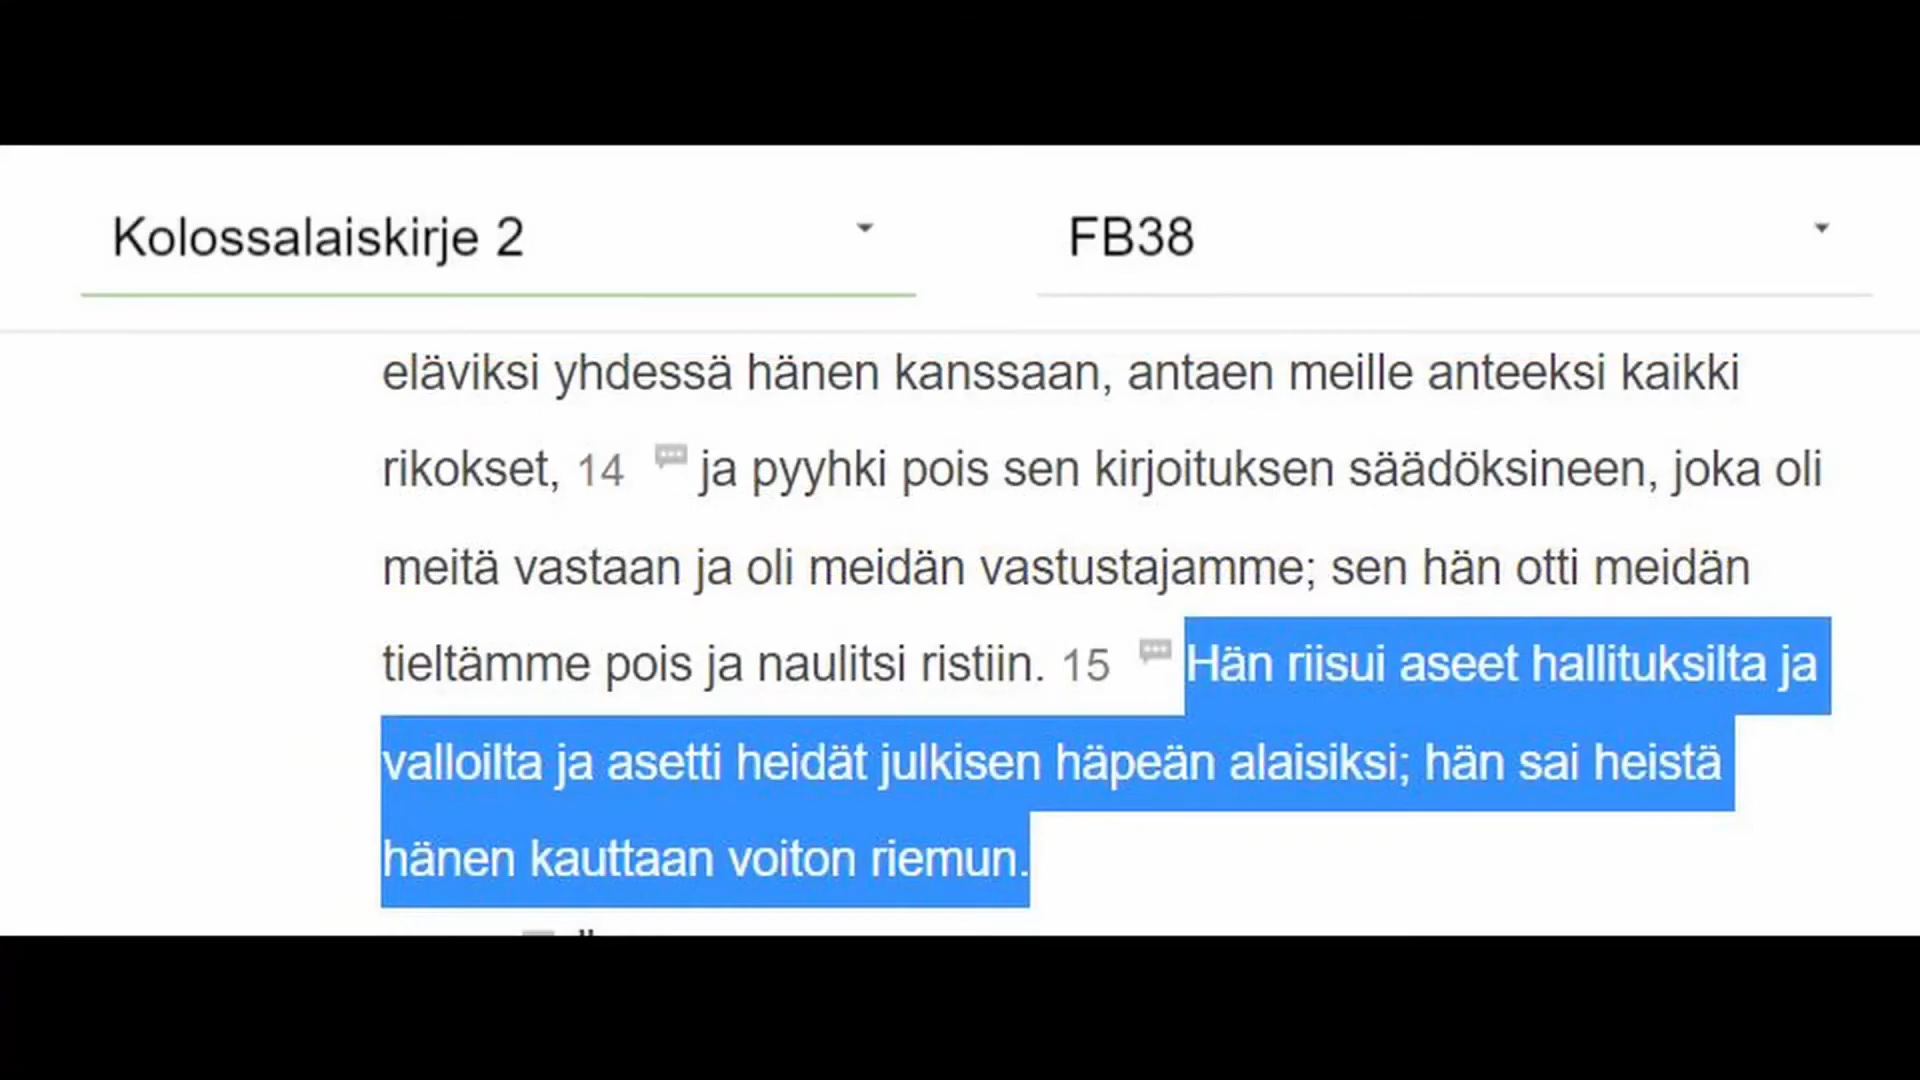 Kolossalaiskirje 2
FB38
eläviksi yhdessä hänen kanssaan, antaen meille anteeksi kaikki
rikokset, 14 ja pyyhki pois sen kirjoituksen säädöksineen, joka oli
meitä vastaan ja oli meidän vastustajamme; sen hän otti meidän
tieltämme pois ja naulitsi ristiin. 15 Hän riisui aseet hallituksilta ja
valloilta ja asetti heidät julkisen häpeän alaisiksi; hän sai heistä
hänen kauttaan voiton riemun.